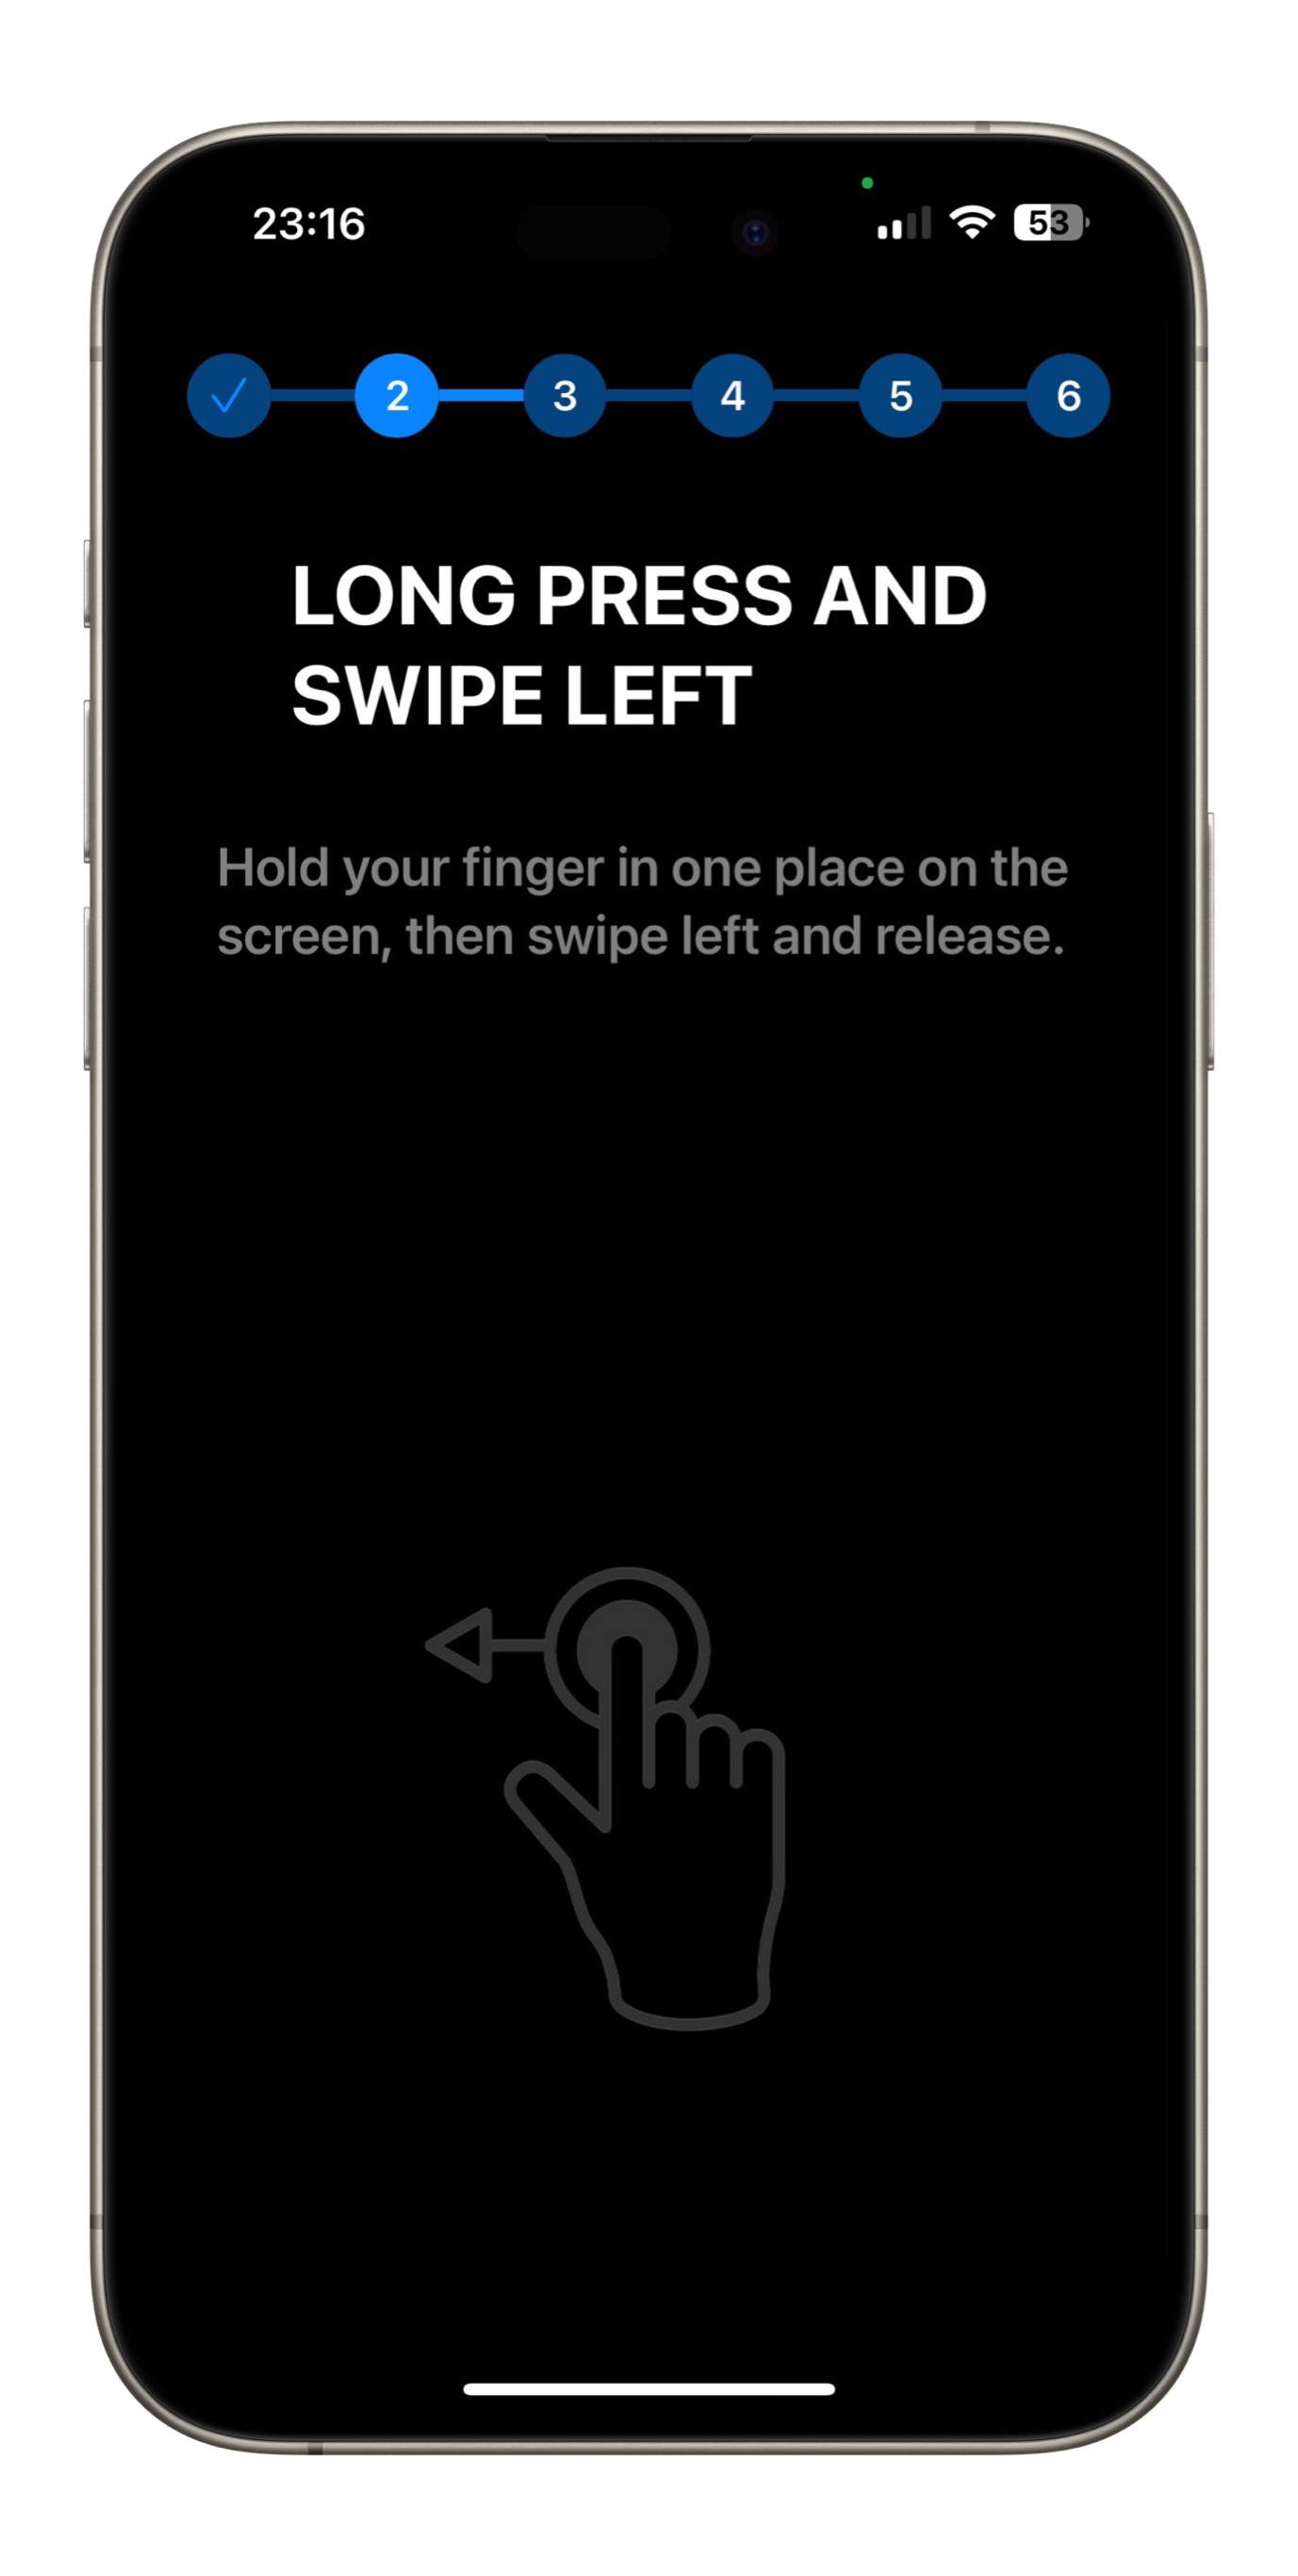 23:16
53
2 3 4 5 6
LONG PRESS AND
SWIPE LEFT
Hold your finger in one place on the
screen, then swipe left and release.